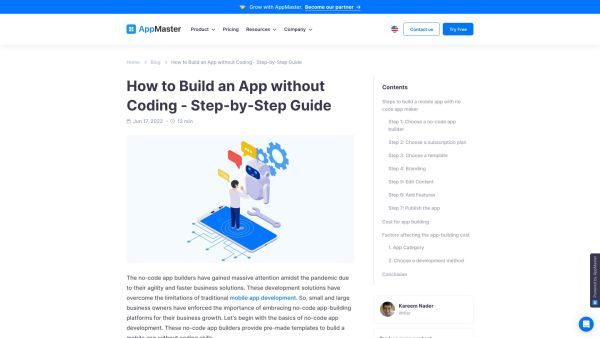 Grow with AppMaster. Become our partner →
AppMaster
Product
Pricing
Resources
Company
Contact us
Try Free
Home > Blog > How to Build an App without Coding - Step-by-Step Guide
How to Build an App without
Coding - Step-by-Step Guide
Jun 17, 2022 · 12 min
The no-code app builders have gained massive attention amidst the pandemic due
to their agility and faster business solutions. These development solutions have
overcome the limitations of traditional mobile app development. So, small and large
business owners have enforced the importance of embracing no-code app-building
platforms for their business growth. Let's begin with the basics of no-code app
development. These no-code app builders provide pre-made templates to build a
Contents
Steps to build a mobile app with no
code app maker
Step 1: Choose a no-code app
builder
Step 2: Choose a subscription plan
Step 3: Choose a template
Step 4: Branding
Step 5: Edit Content
Step 6: Add Features
Step 7: Publish the app
Cost for app building
Factors affecting the app-building cost
1. App Category
2. Choose a development method
Conclusion
Kareem Nader
Powered by AppMaster